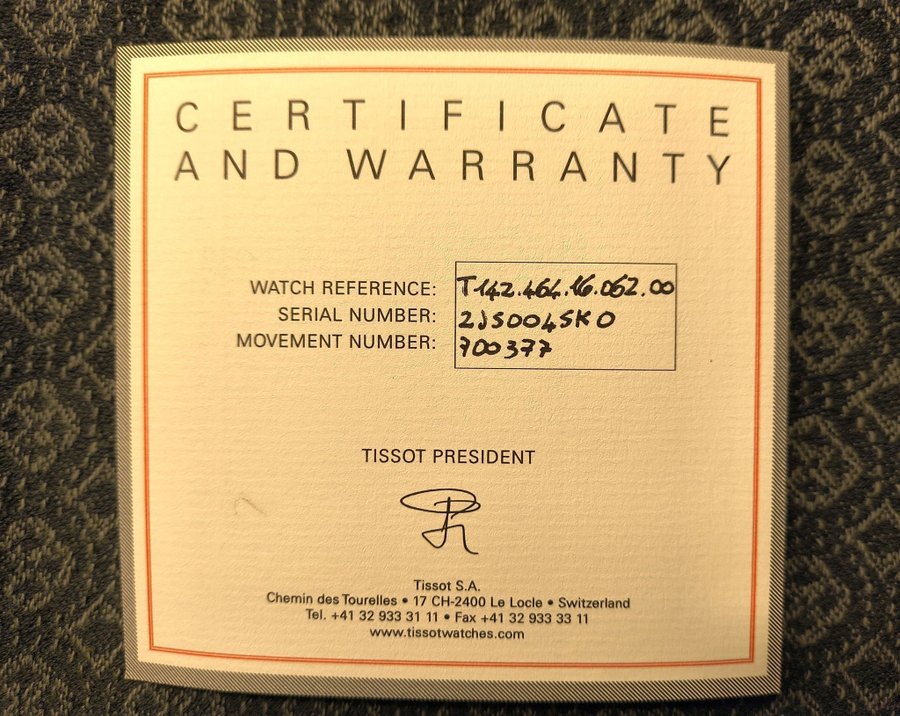 CERTIFICATE
AND WARRANTY
WATCH REFERENCE: T142.464.16.062.00
SERIAL NUMBER: 2JS004SKO
MOVEMENT NUMBER: 700377
TISSOT PRESIDENT
Tissot S.A.
Chemin des Tourelles • 17 CH-2400 Le Locle • Switzerland
Tel. +41 32 933 31 11 • Fax +41 32 933 33 11
www.tissotwatches.com